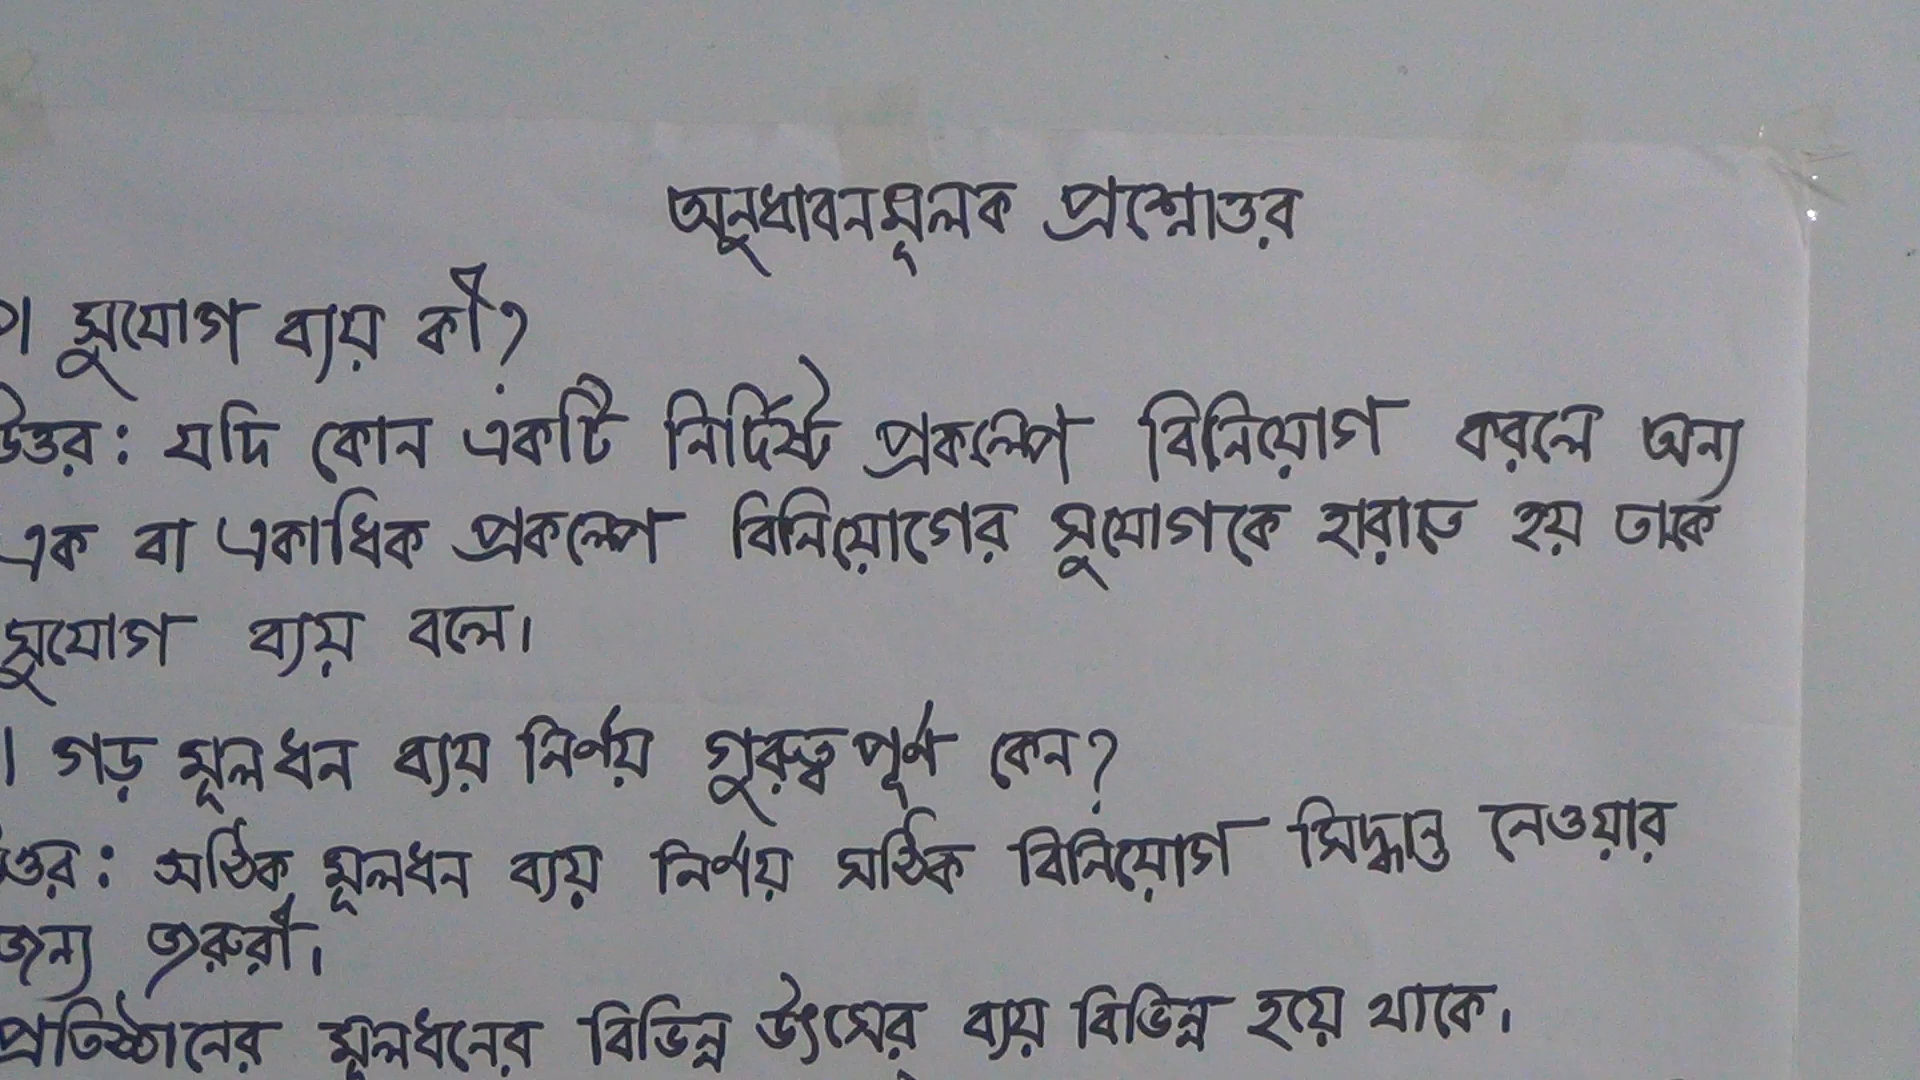 অনুধাবনমূলক প্রশ্নোত্তর
১। সুযোগ ব্যয় কী?
উত্তর: যদি কোন একটি নির্দিষ্ট প্রকল্পে বিনিয়োগ করলে অন্য
এক বা একাধিক প্রকল্পে বিনিয়োগের সুযোগকে হারাতে হয় তাকে
সুযোগ ব্যয় বলে।
। গড় মূলধন ব্যয় নির্ণয় গুরুত্বপূর্ণ কেন?
উত্তর: সঠিক মূলধন ব্যয় নির্ণয় সঠিক বিনিয়োগ সিদ্ধান্ত নেওয়ার
জন্য জরুরী।
প্রতিষ্ঠানের মূলধনের বিভিন্ন উৎসের ব্যয় বিভিন্ন হয়ে থাকে।